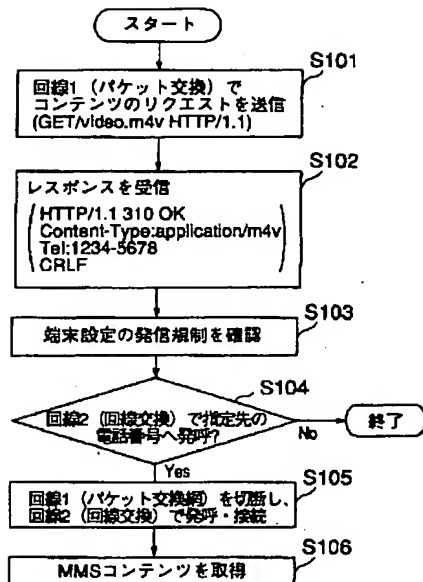 スタート
S101
回線1（パケット交換）で
コンテンツのリクエストを送信
(GET/video.m4v HTTP/1.1)
S102
レスポンスを受信
HTTP/1.1 310 OK
Content-Type:application/m4v
Tel:1234-5678
CRLF
S103
端末設定の発信規制を確認
S104
回線2（回線交換）で指定先の
電話番号へ発呼?
No
終了
Yes
S105
回線1（パケット交換網）を切断し、
回線2（回線交換）で発呼・接続
S106
MMSコンテンツを取得